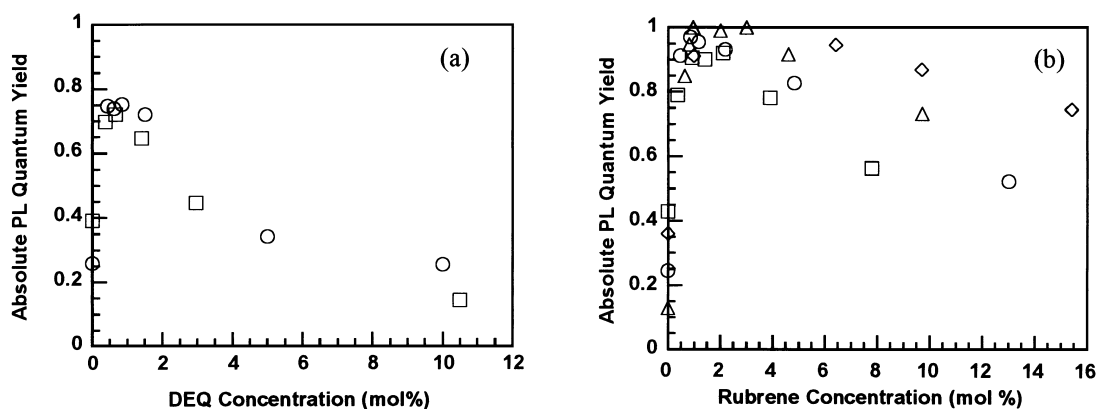 1
(a)
0.8
0.6
0.4
0.2
0
0 2 4 6 8 10 12
Absolute PL Quantum Yield
DEQ Concentration (mol%)
1
(b)
0.8
0.6
0.4
0.2
0
0 2 4 6 8 10 12 14 16
Absolute PL Quantum Yield
Rubrene Concentration (mol %)